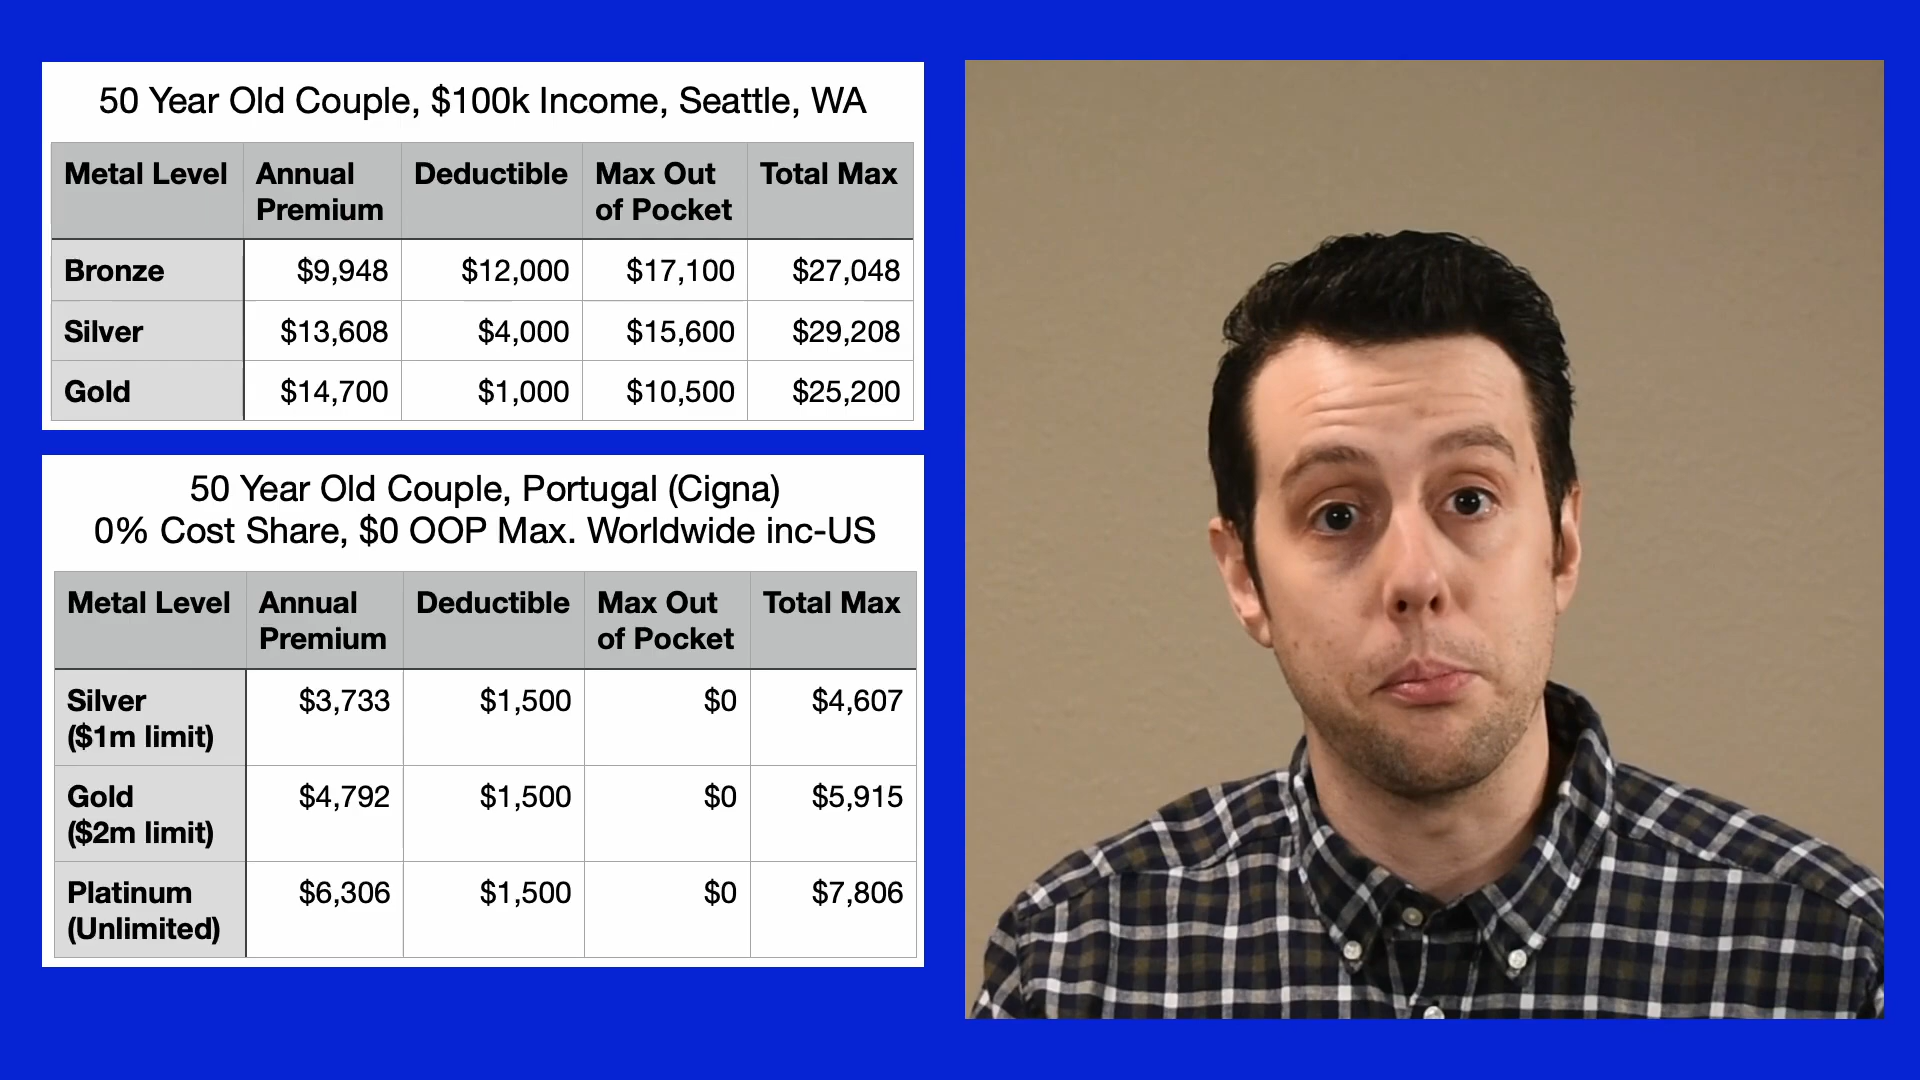 50 Year Old Couple, $100k Income, Seattle, WA
Metal Level Annual Premium Deductible Max Out of Pocket Total Max
Bronze $9,948 $12,000 $17,100 $27,048
Silver $13,608 $4,000 $15,600 $29,208
Gold $14,700 $1,000 $10,500 $25,200
50 Year Old Couple, Portugal (Cigna)
0% Cost Share, $0 OOP Max. Worldwide inc-US
Metal Level Annual Premium Deductible Max Out of Pocket Total Max
Silver ($1m limit) $3,733 $1,500 $0 $4,607
Gold ($2m limit) $4,792 $1,500 $0 $5,915
Platinum (Unlimited) $6,306 $1,500 $0 $7,806